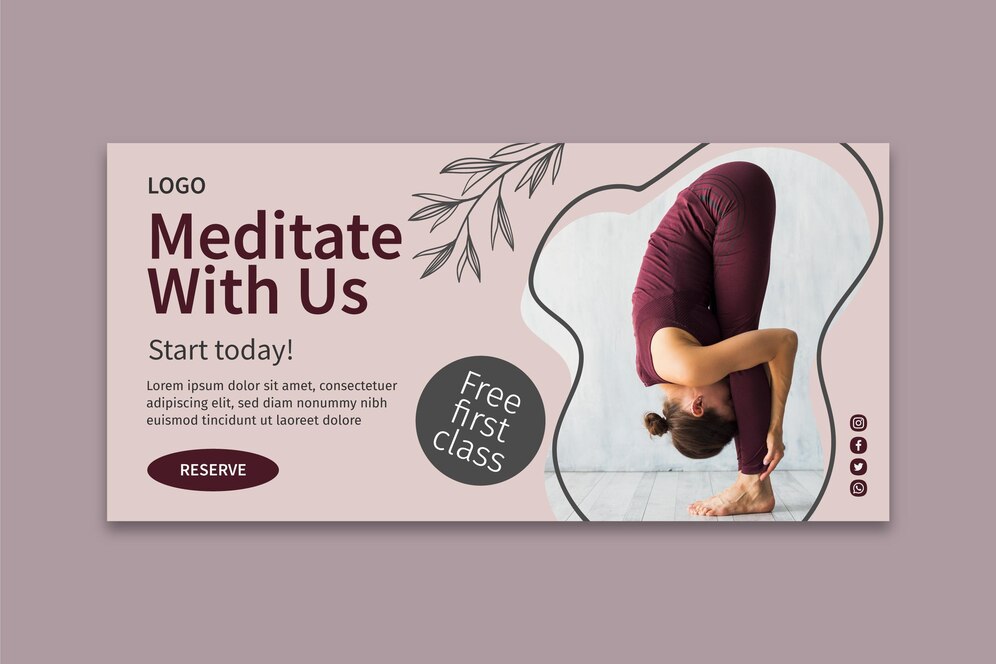 LOGO
Meditate
With Us
Start today!
Lorem ipsum dolor sit amet, consectetuer
adipiscing elit, sed diam nonummy nibh
euismod tincidunt ut laoreet dolore
RESERVE
Free
first
class